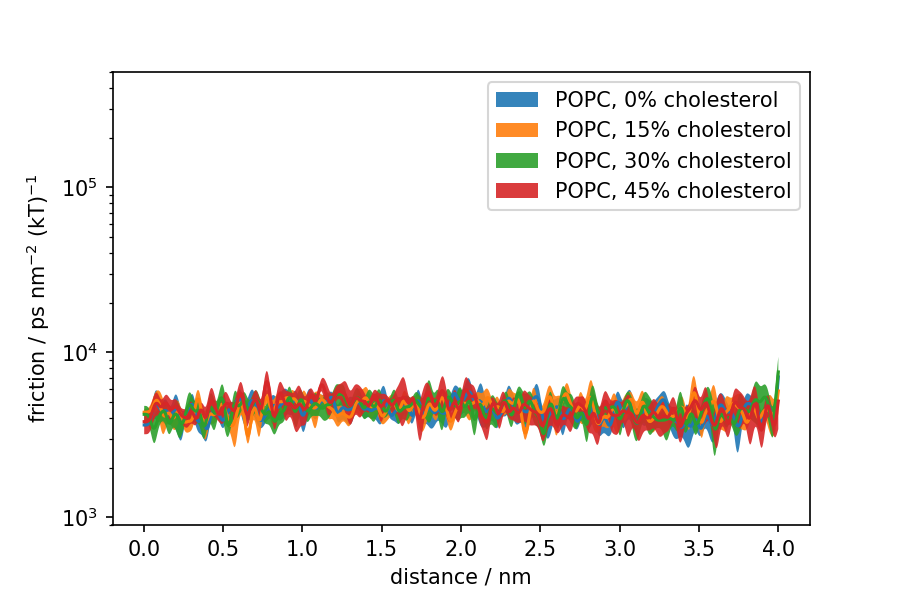 POPC, 0% cholesterol
POPC, 15% cholesterol
POPC, 30% cholesterol
POPC, 45% cholesterol
friction / ps nm⁻² (kT)⁻¹
10⁵
10⁴
10³
0.0 0.5 1.0 1.5 2.0 2.5 3.0 3.5 4.0
distance / nm